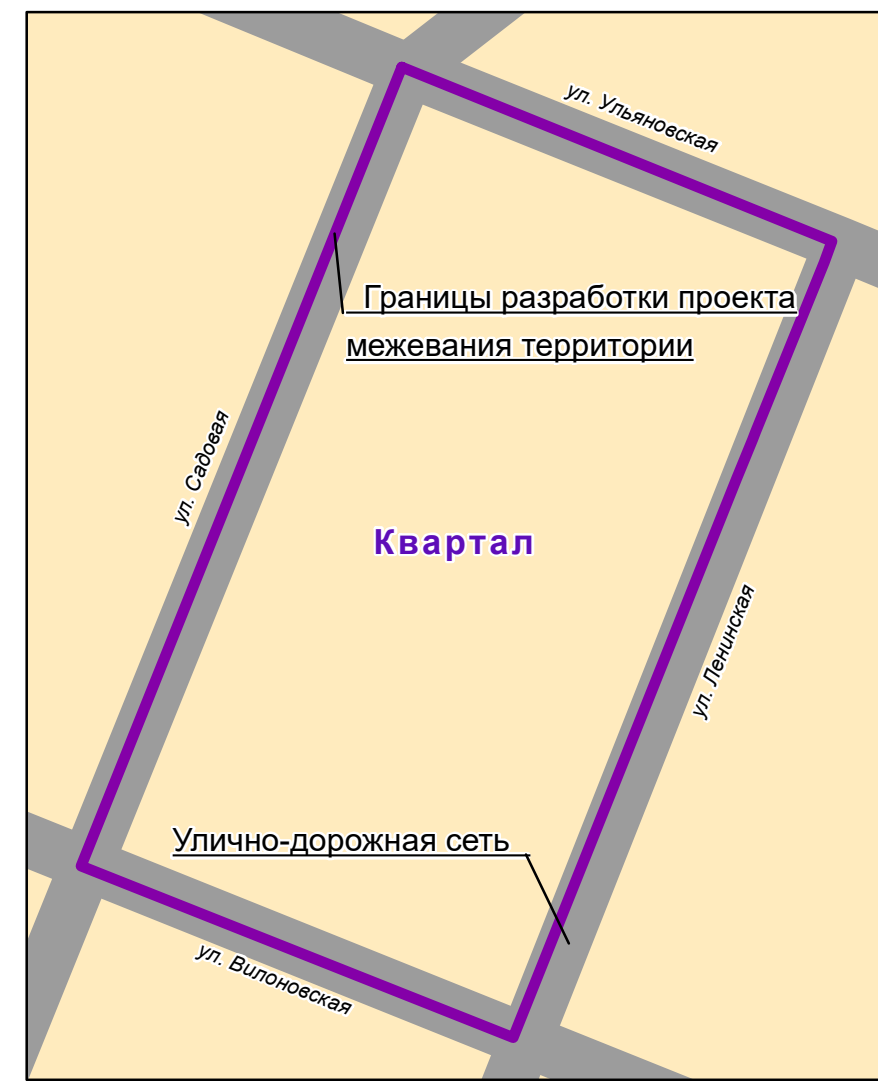 ул. Ульяновская
Границы разработки проекта
межевания территории
ул. Садовая
Квартал
ул. Ленинская
Улично-дорожная сеть
ул. Вилоновская